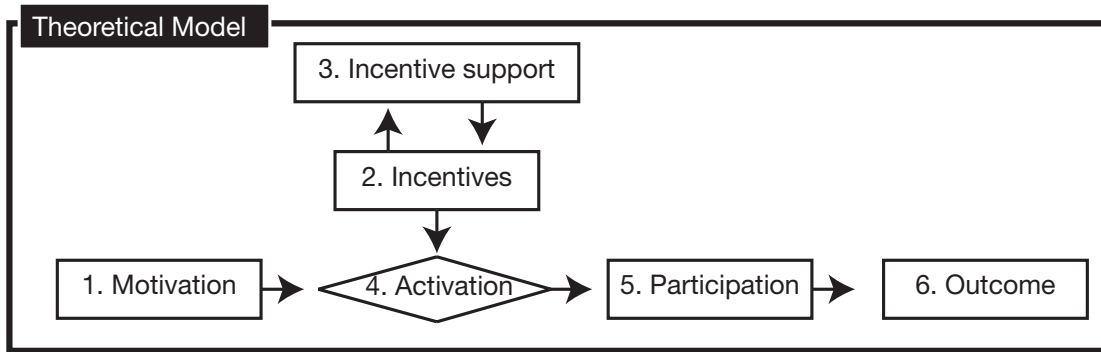 Theoretical Model
3. Incentive support
2. Incentives
1. Motivation
4. Activation
5. Participation
6. Outcome